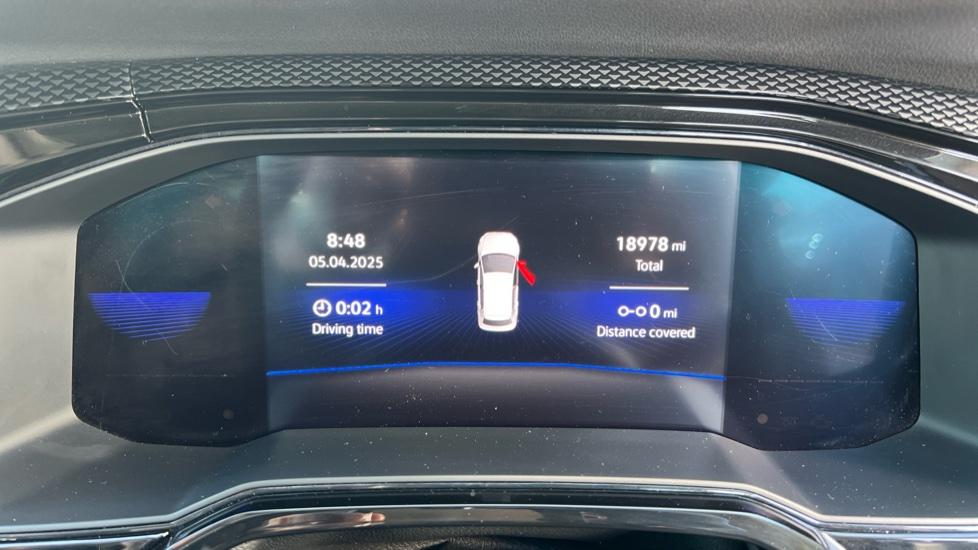 8:48
05.04.2025
0:02 h
Driving time
18978 mi
Total
0 mi
Distance covered